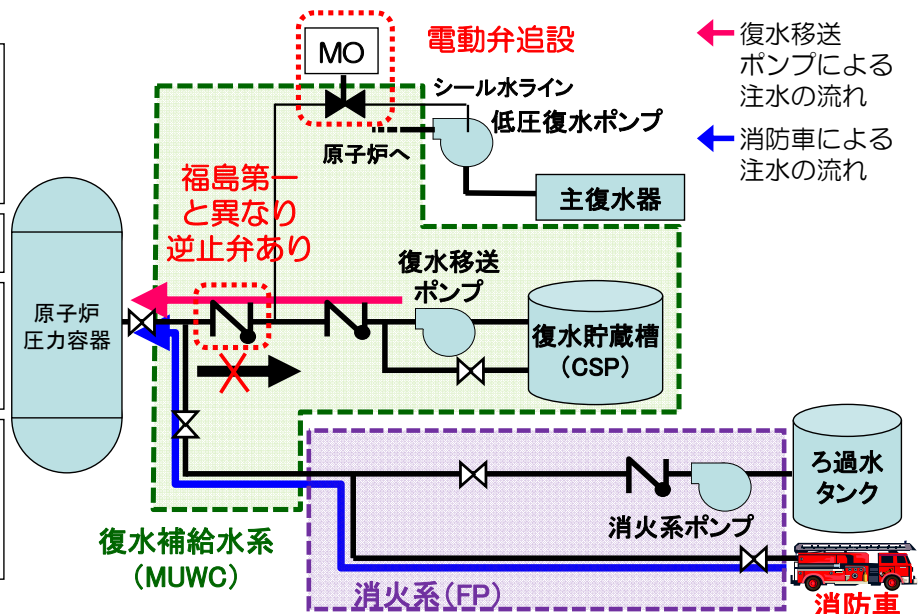 MO
電動弁追設
シール水ライン
低圧復水ポンプ
原子炉へ
主復水器
復水移送
ポンプによる
注水の流れ
消防車による
注水の流れ
福島第一
と異なり
逆止弁あり
復水移送
ポンプ
原子炉
圧力容器
復水貯蔵槽
(CSP)
ろ過水
タンク
消火系ポンプ
復水補給水系
(MUWC)
消火系(FP)
消防車